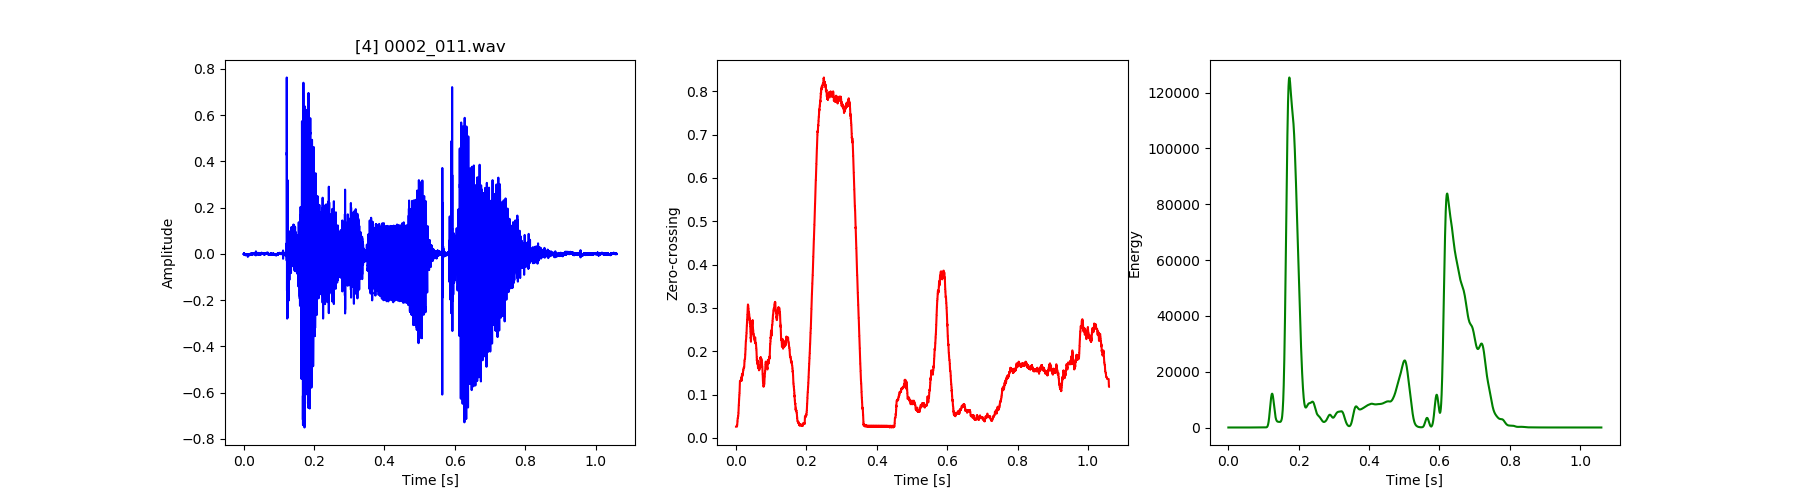 [4] 0002_011.wav
Amplitude
0.8
0.6
0.4
0.2
0.0
−0.2
−0.4
−0.6
−0.8
0.0 0.2 0.4 0.6 0.8 1.0
Time [s]
Zero-crossing
0.8
0.7
0.6
0.5
0.4
0.3
0.2
0.1
0.0
0.0 0.2 0.4 0.6 0.8 1.0
Time [s]
Energy
120000
100000
80000
60000
40000
20000
0
0.0 0.2 0.4 0.6 0.8 1.0
Time [s]